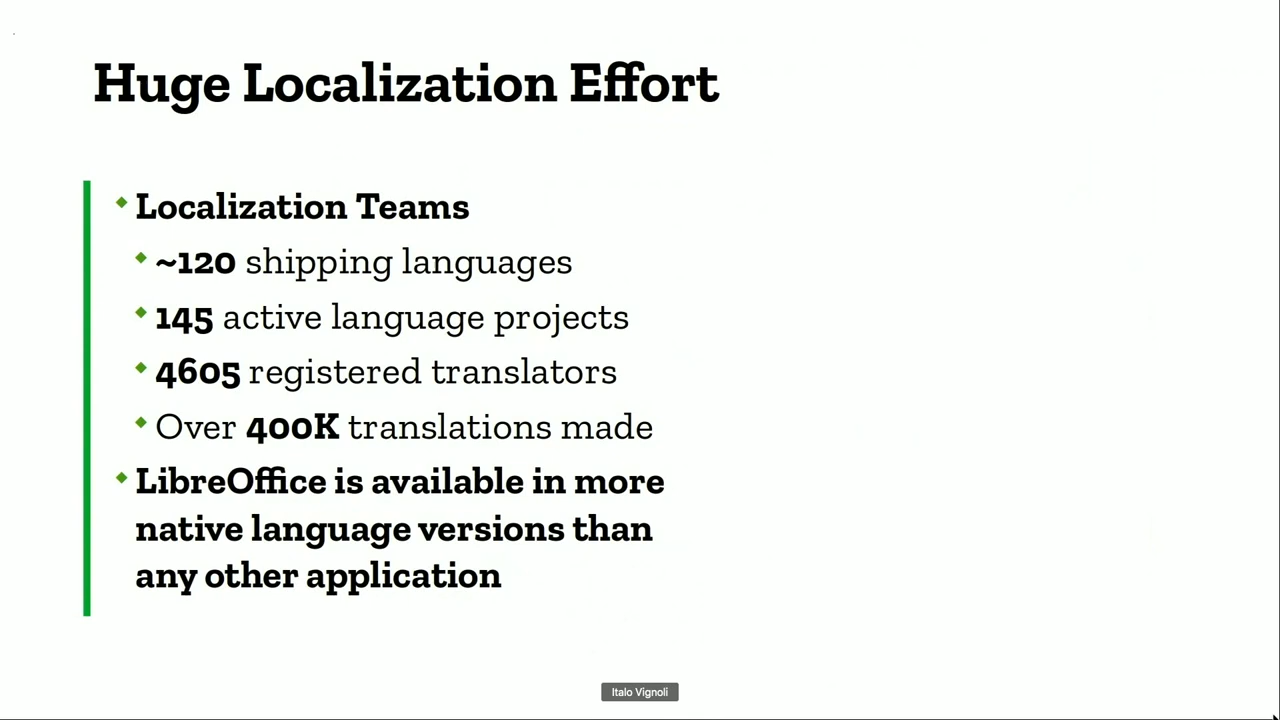 Huge Localization Effort
Localization Teams
~120 shipping languages
145 active language projects
4605 registered translators
Over 400K translations made
LibreOffice is available in more
native language versions than
any other application
Italo Vignoli